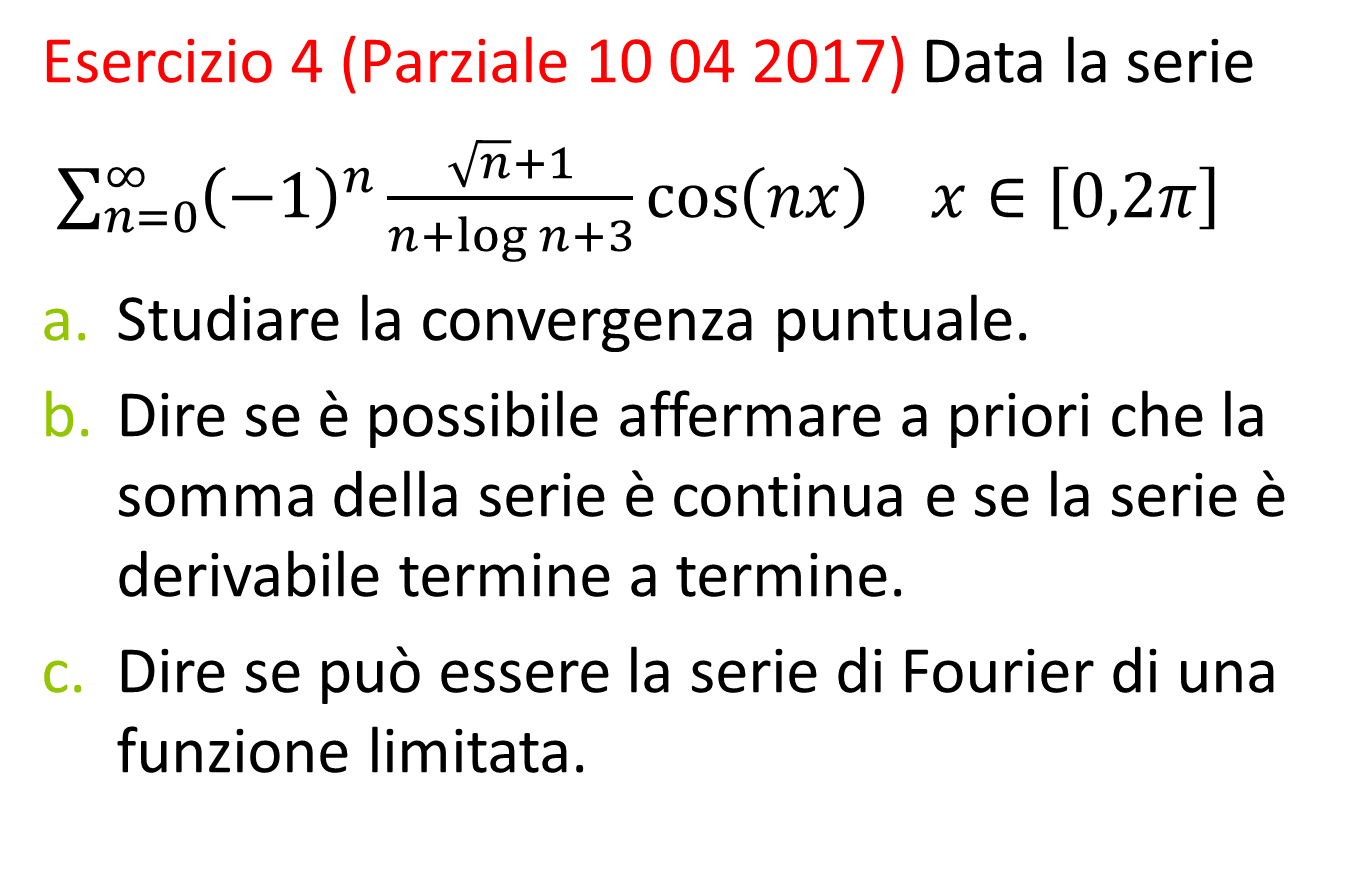 Esercizio 4 (Parziale 10 04 2017) Data la serie
∑_{n=0}^{∞}(−1)^n (√n+1)/(n+log n+3) cos(nx)   x ∈ [0,2π]
a. Studiare la convergenza puntuale.
b. Dire se è possibile affermare a priori che la
somma della serie è continua e se la serie è
derivabile termine a termine.
c. Dire se può essere la serie di Fourier di una
funzione limitata.